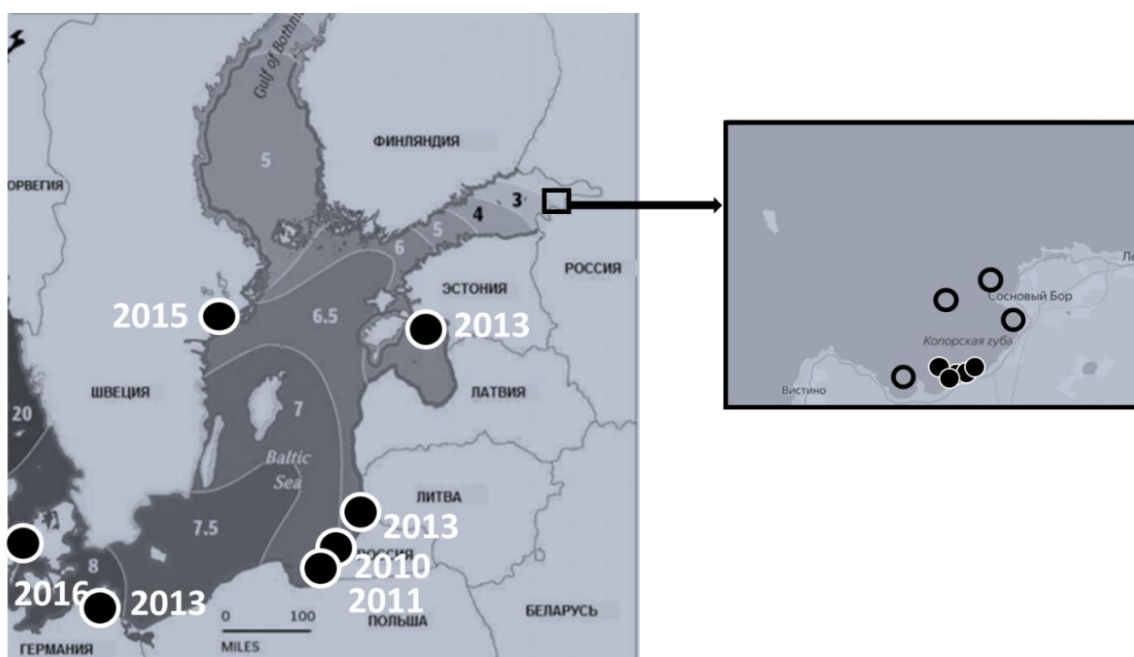 Gulf of Bothnia
ФИНЛЯНДИЯ
5
ОРВЕГИЯ
3
4
5
6
РОССИЯ
ЭСТОНИЯ
2015
6.5
2013
ШВЕЦИЯ
7
ЛАТВИЯ
20
Baltic
Sea
ЛИТВА
7.5
2013
РОССИЯ
2010
8
2016
2013
2011
0 100
MILES
ПОЛЬША
БЕЛАРУСЬ
ГЕРМАНИЯ
Ле
Сосновый Бор
Копорская губа
Вистино